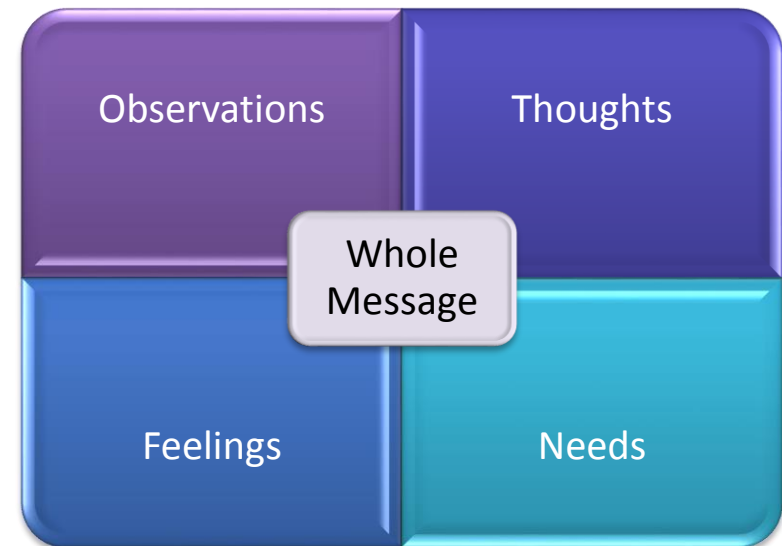 Observations
Thoughts
Whole
Message
Feelings
Needs